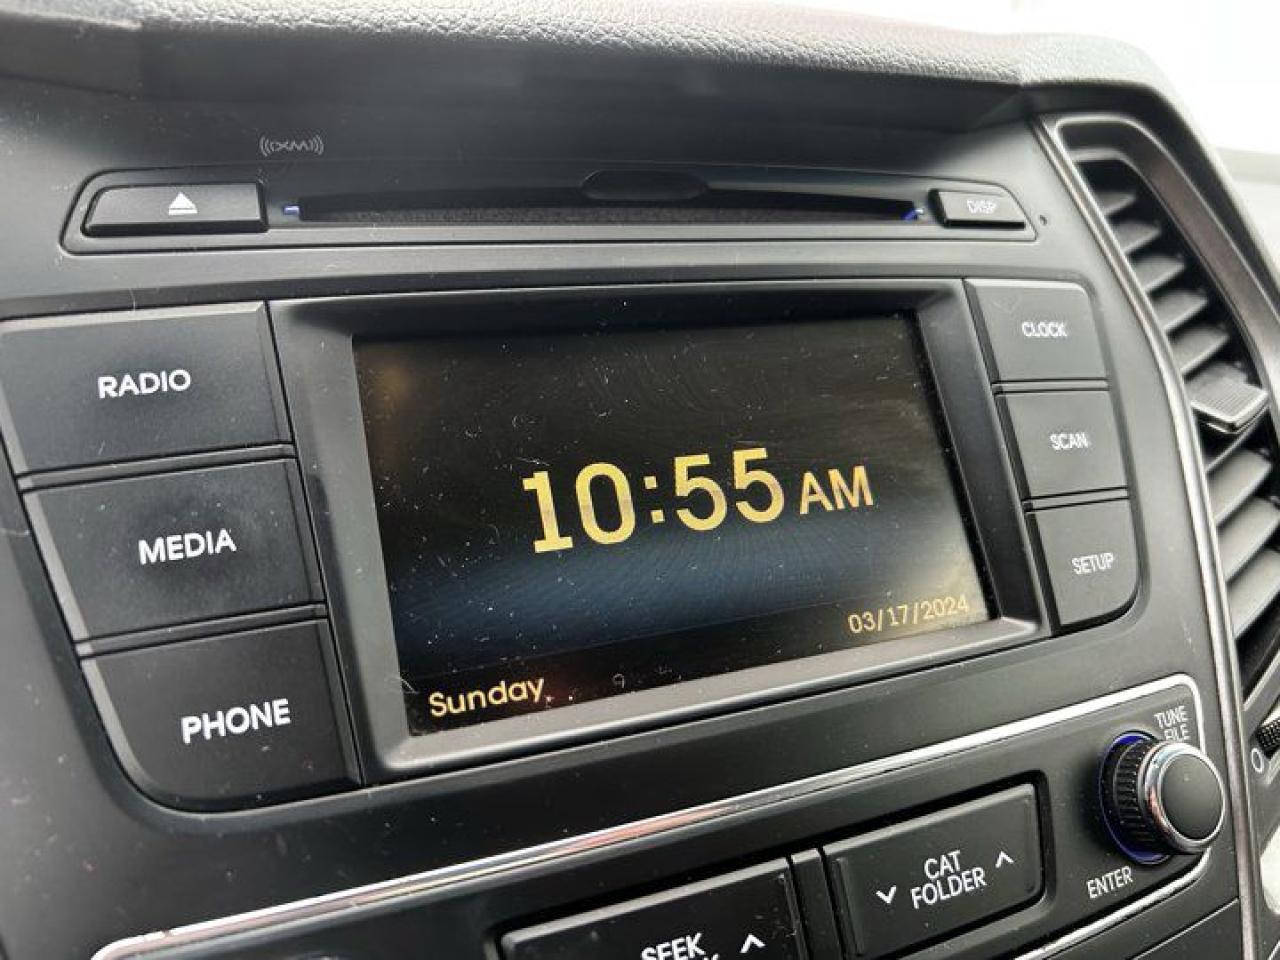 ((XM))
DISP
RADIO
CLOCK
SCAN
10:55 AM
MEDIA
SETUP
03/17/2024
Sunday
PHONE
TUNE
FILE
CAT
FOLDER
ENTER
SEEK